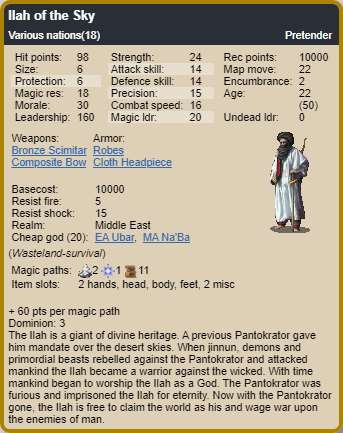 Ilah of the Sky
Various nations(18) Pretender
Hit points: 98 Strength: 24 Rec points: 10000
Size: 6 Attack skill: 14 Map move: 22
Protection: 6 Defence skill: 14 Encumbrance: 2
Magic res: 18 Precision: 15 Age: 22
Morale: 30 Combat speed: 16 (50)
Leadership: 160 Magic ldr: 20 Undead ldr: 0
Weapons: Armor:
Bronze Scimitar Robes
Composite Bow Cloth Headpiece
Basecost: 10000
Resist fire: 5
Resist shock: 15
Realm: Middle East
Cheap god (20): EA Ubar, MA Na'Ba
(Wasteland-survival)
Magic paths: 2 1 11
Item slots: 2 hands, head, body, feet, 2 misc
+ 60 pts per magic path
Dominion: 3
The Ilah is a giant of divine heritage. A previous Pantokrator gave
him mandate over the desert skies. When jinnun, demons and
primordial beasts rebelled against the Pantokrator and attacked
mankind the Ilah became a warrior against the wicked. With time
mankind began to worship the Ilah as a God. The Pantokrator was
furious and imprisoned the Ilah for eternity. Now with the Pantokrator
gone, the Ilah is free to claim the world as his and wage war upon
the enemies of man.